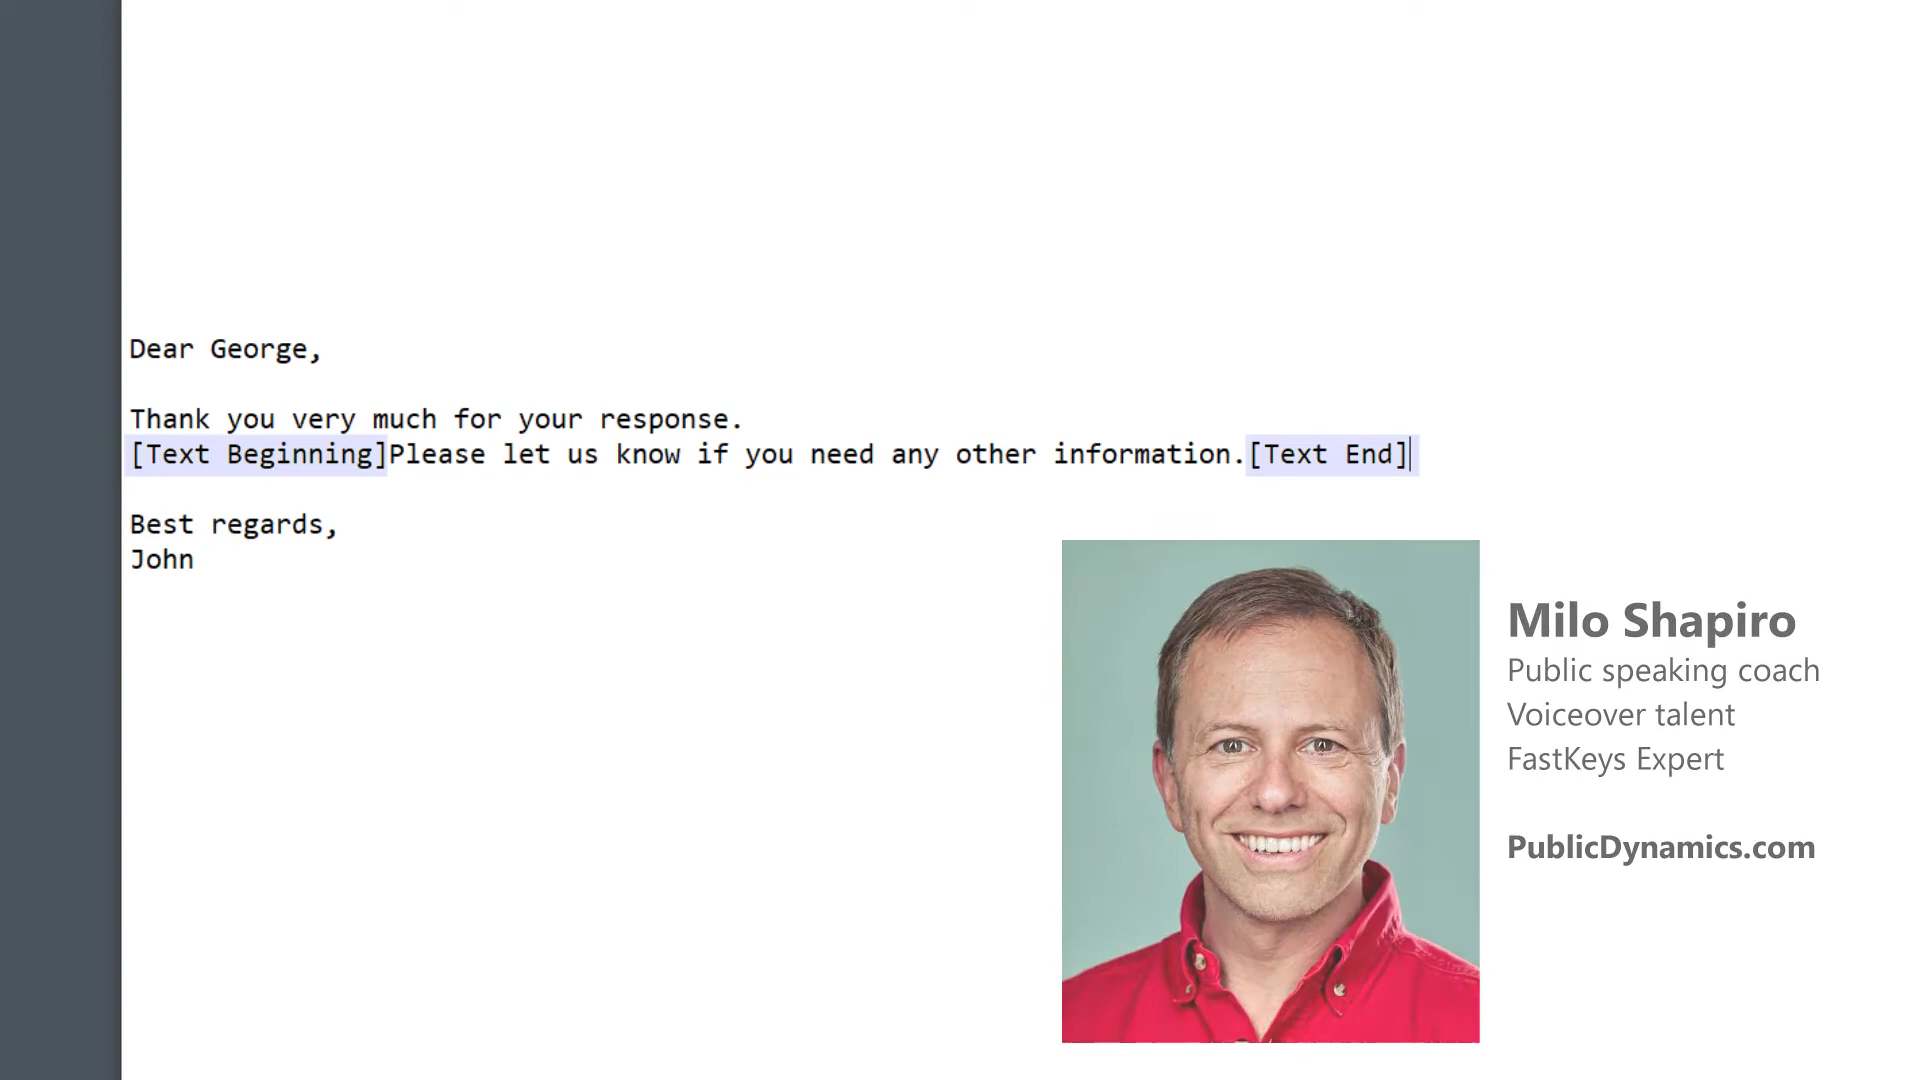 Dear George,
Thank you very much for your response.
[Text Beginning]Please let us know if you need any other information.[Text End]
Best regards,
John
Milo Shapiro
Public speaking coach
Voiceover talent
FastKeys Expert
PublicDynamics.com